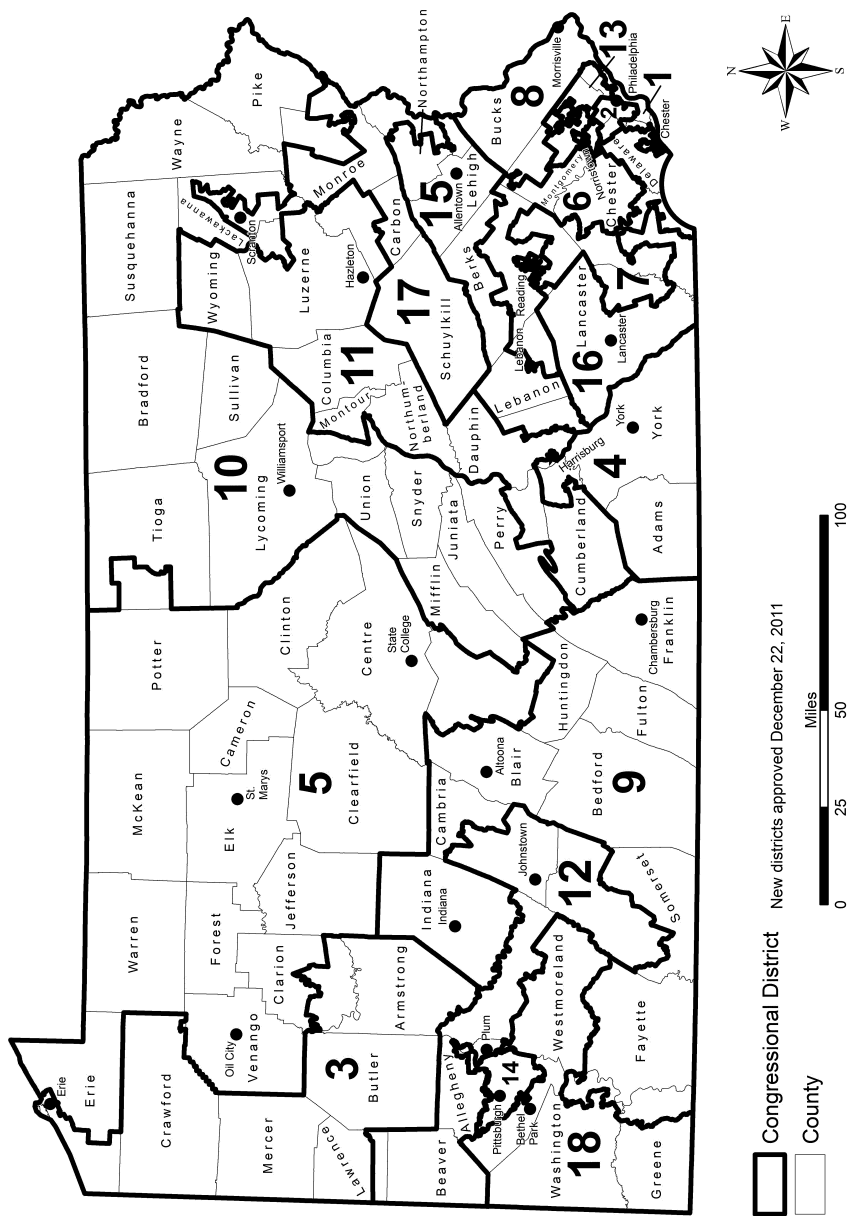 Erie
Erie
Crawford
Mercer
Lawrence
Beaver
Butler
3
Oil City
Venango
Warren
Forest
Clarion
Armstrong
Jefferson
McKean
Elk
St.
Marys
Cameron
Potter
Clinton
5
Clearfield
Centre
State
College
Indiana
Indiana
Cambria
Tioga
Bradford
Susquehanna
Wayne
Pike
10
Lycoming
Williamsport
Sullivan
Wyoming
Lackawanna
Scranton
Luzerne
Hazleton
Columbia
11
Montour
Northum
berland
Union
Snyder
Juniata
Mifflin
Perry
Dauphin
Harrisburg
Cumberland
Monroe
Carbon
17
Schuylkill
Northampton
15
Allentown
Lehigh
Berks
Reading
Lebanon
Lebanon
Bucks
8
Morrisville
13
Philadelphia
2
1
Chester
Montgomery
Norristown
6
Chester
Delaware
7
Lancaster
16
Lancaster
York
York
4
Adams
Chambersburg
Franklin
Huntingdon
Fulton
Altoona
Blair
Bedford
9
Johnstown
12
Somerset
Westmoreland
Fayette
Allegheny
Plum
14
Pittsburgh
Bethel
Park
Washington
18
Greene
N
E
S
W
Congressional District
County
New districts approved December 22, 2011
0
25
50
100
Miles